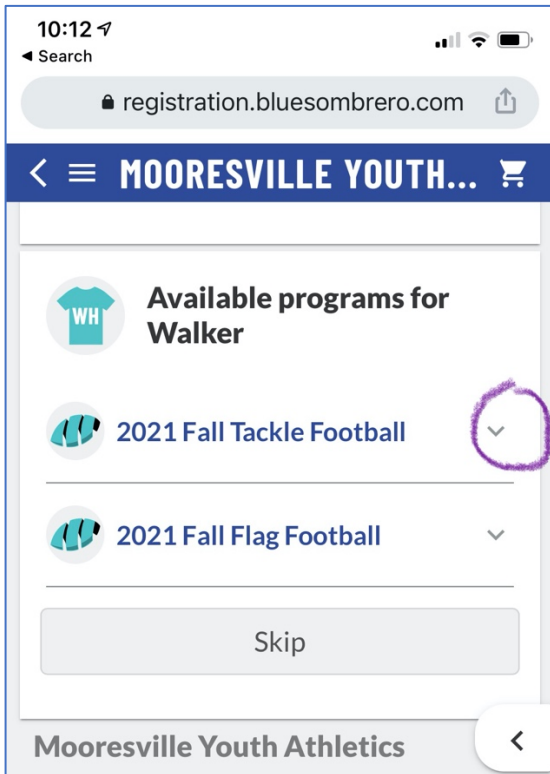 10:12
Search
registration.bluesombrero.com
MOORESVILLE YOUTH...
WH
Available programs for
Walker
2021 Fall Tackle Football
2021 Fall Flag Football
Skip
Mooresville Youth Athletics